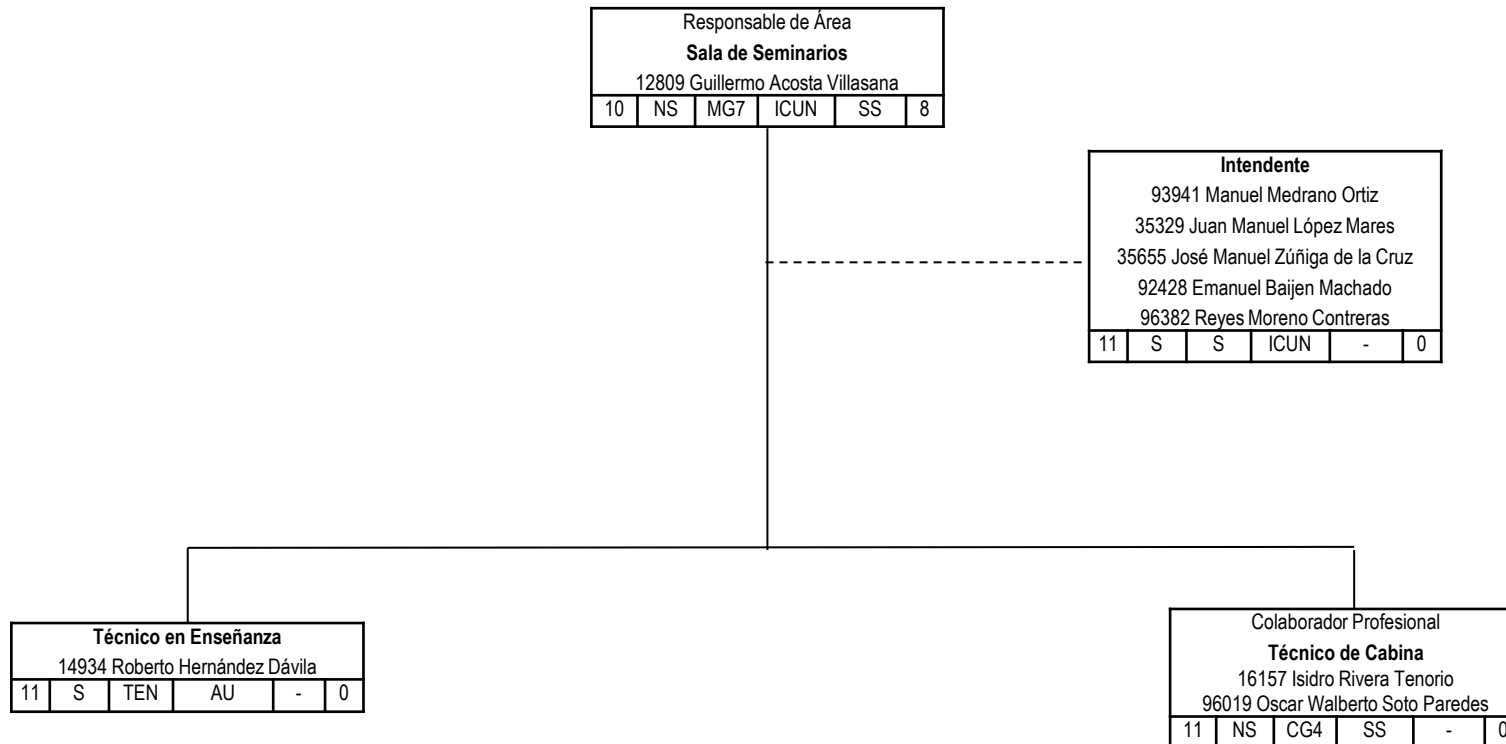 Responsable de Área
Sala de Seminarios
12809 Guillermo Acosta Villasana
10 NS MG7 ICUN SS 8
Intendente
93941 Manuel Medrano Ortiz
35329 Juan Manuel López Mares
35655 José Manuel Zúñiga de la Cruz
92428 Emanuel Baijen Machado
96382 Reyes Moreno Contreras
11 S S ICUN - 0
Técnico en Enseñanza
14934 Roberto Hernández Dávila
11 S TEN AU - 0
Colaborador Profesional
Técnico de Cabina
16157 Isidro Rivera Tenorio
96019 Oscar Walberto Soto Paredes
11 NS CG4 SS - 0